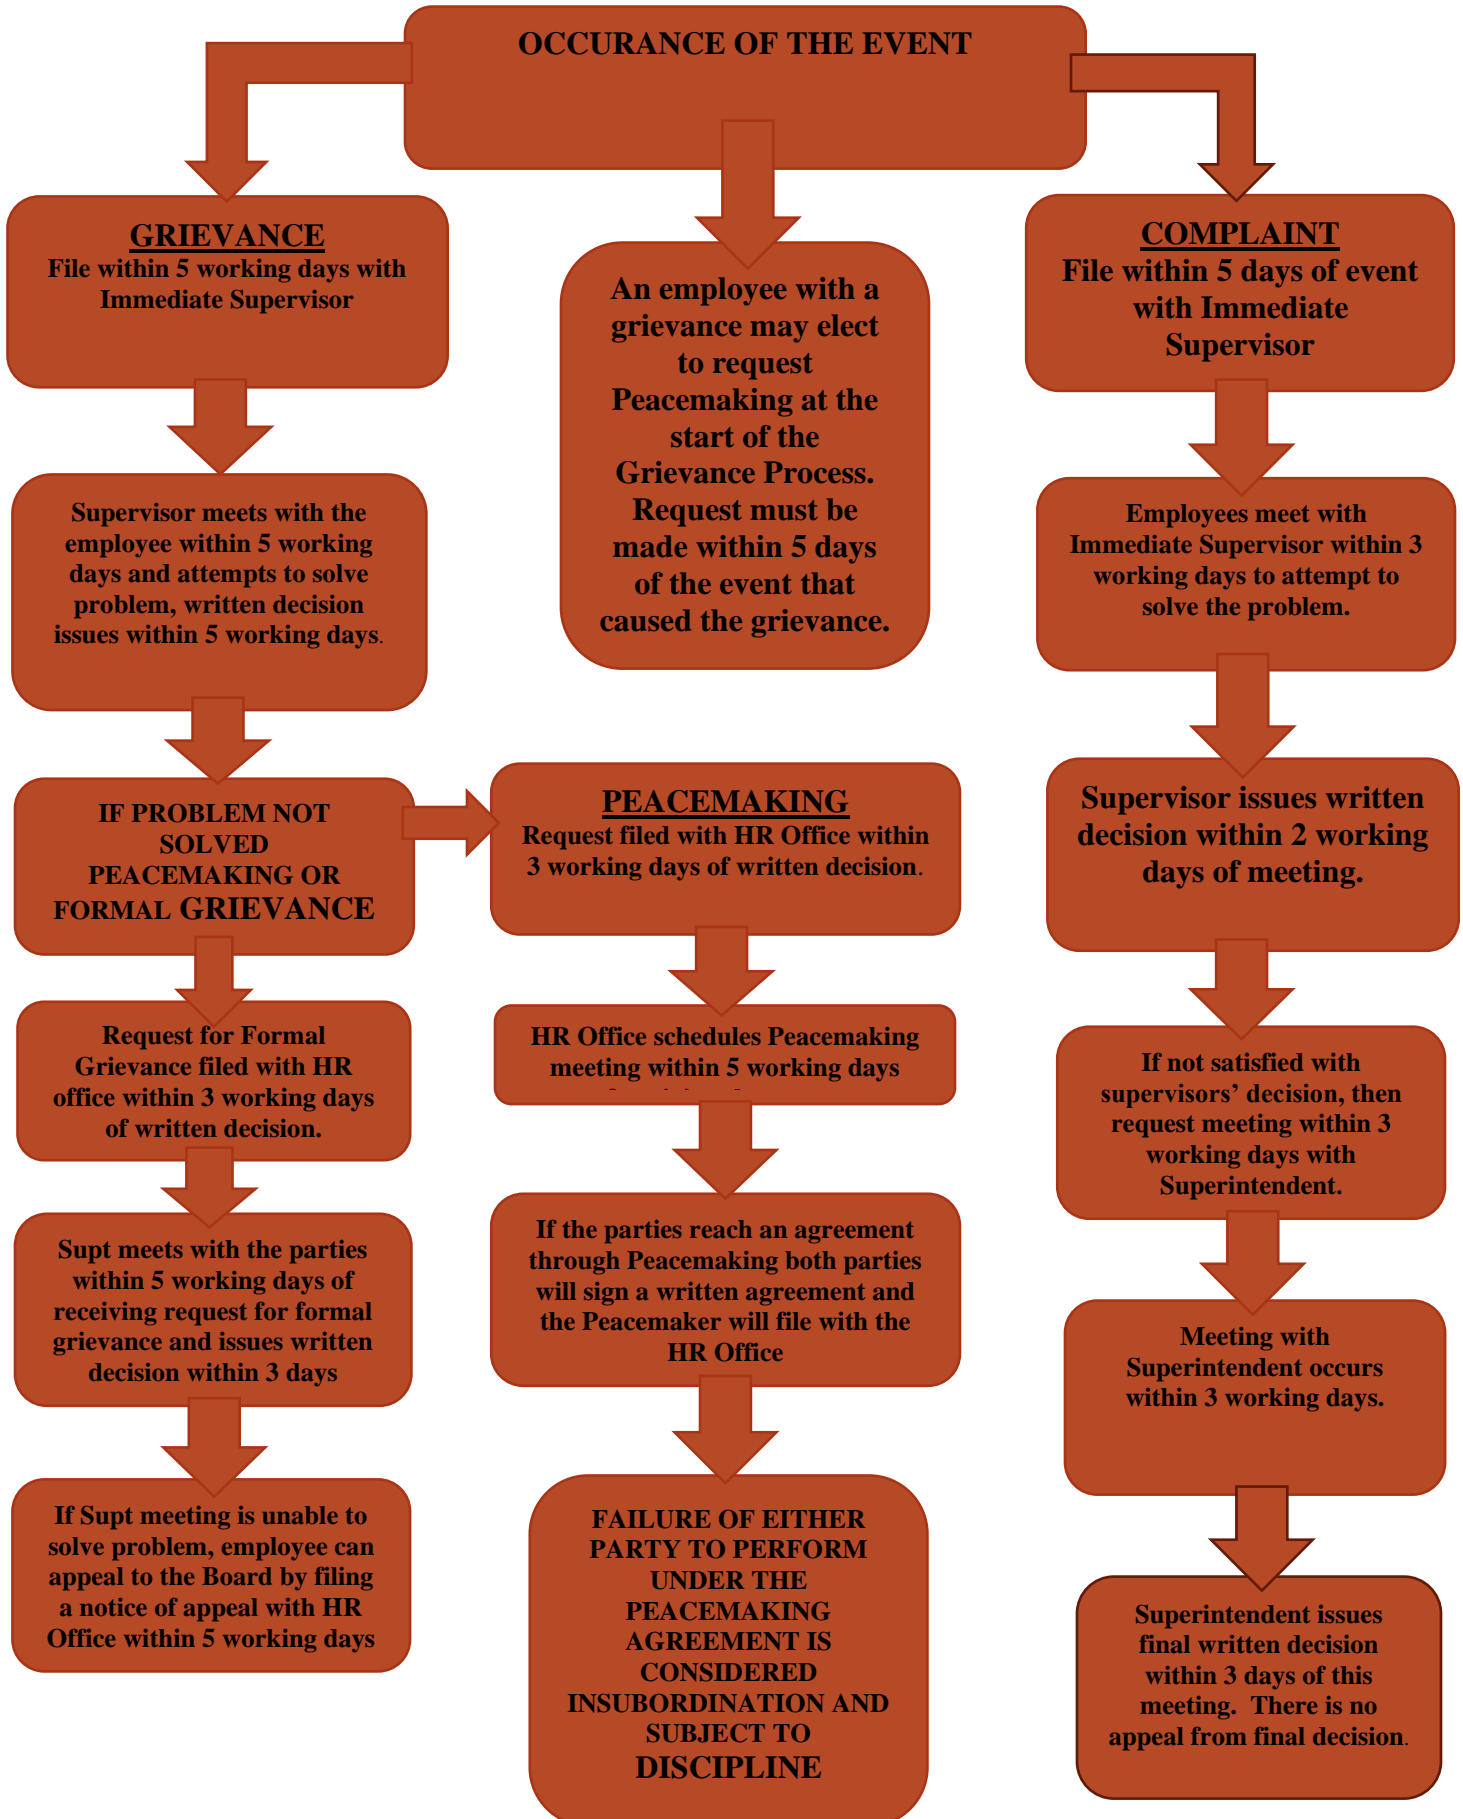 OCCURANCE OF THE EVENT
GRIEVANCE
File within 5 working days with
Immediate Supervisor
Supervisor meets with the
employee within 5 working
days and attempts to solve
problem, written decision
issues within 5 working days.
IF PROBLEM NOT
SOLVED
PEACEMAKING OR
FORMAL GRIEVANCE
Request for Formal
Grievance filed with HR
office within 3 working days
of written decision.
Supt meets with the parties
within 5 working days of
receiving request for formal
grievance and issues written
decision within 3 days
If Supt meeting is unable to
solve problem, employee can
appeal to the Board by filing
a notice of appeal with HR
Office within 5 working days
An employee with a
grievance may elect
to request
Peacemaking at the
start of the
Grievance Process.
Request must be
made within 5 days
of the event that
caused the grievance.
PEACEMAKING
Request filed with HR Office within
3 working days of written decision.
HR Office schedules Peacemaking
meeting within 5 working days
If the parties reach an agreement
through Peacemaking both parties
will sign a written agreement and
the Peacemaker will file with the
HR Office
FAILURE OF EITHER
PARTY TO PERFORM
UNDER THE
PEACEMAKING
AGREEMENT IS
CONSIDERED
INSUBORDINATION AND
SUBJECT TO
DISCIPLINE
COMPLAINT
File within 5 days of event
with Immediate
Supervisor
Employees meet with
Immediate Supervisor within 3
working days to attempt to
solve the problem.
Supervisor issues written
decision within 2 working
days of meeting.
If not satisfied with
supervisors’ decision, then
request meeting within 3
working days with
Superintendent.
Meeting with
Superintendent occurs
within 3 working days.
Superintendent issues
final written decision
within 3 days of this
meeting.  There is no
appeal from final decision.